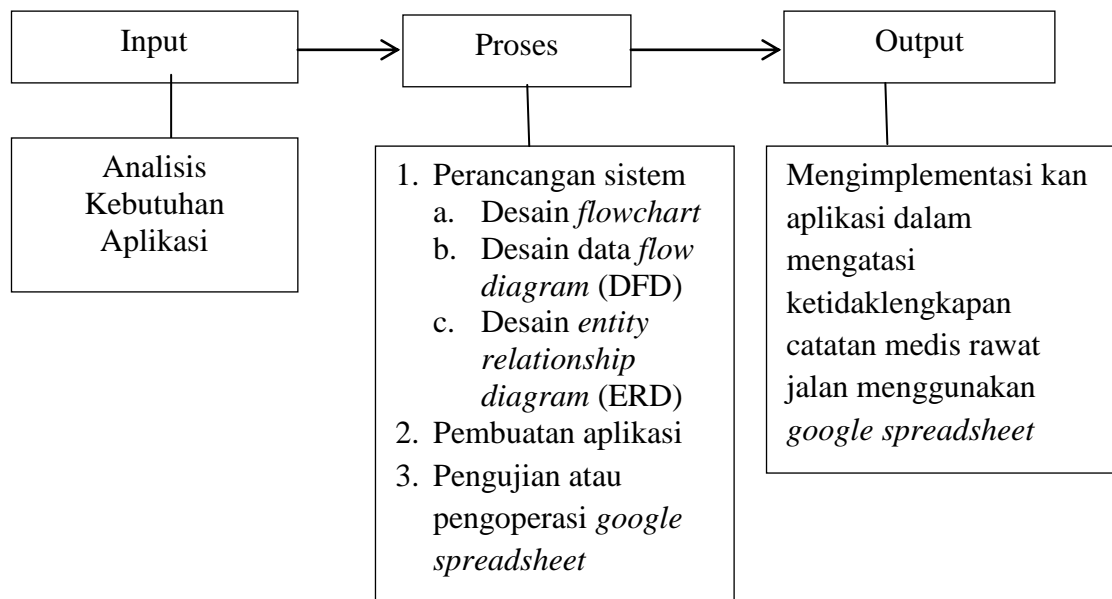 Input
Proses
Output
Analisis
Kebutuhan
Aplikasi
1. Perancangan sistem
a. Desain flowchart
b. Desain data flow
diagram (DFD)
c. Desain entity
relationship
diagram (ERD)
2. Pembuatan aplikasi
3. Pengujian atau
pengoperasi google
spreadsheet
Mengimplementasi kan
aplikasi dalam
mengatasi
ketidaklengkapan
catatan medis rawat
jalan menggunakan
google spreadsheet